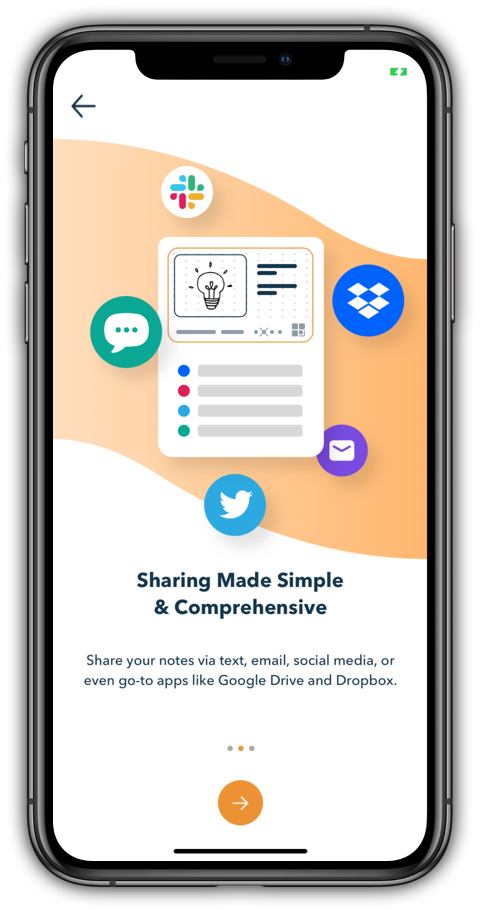 Sharing Made Simple
& Comprehensive
Share your notes via text, email, social media, or
even go-to apps like Google Drive and Dropbox.